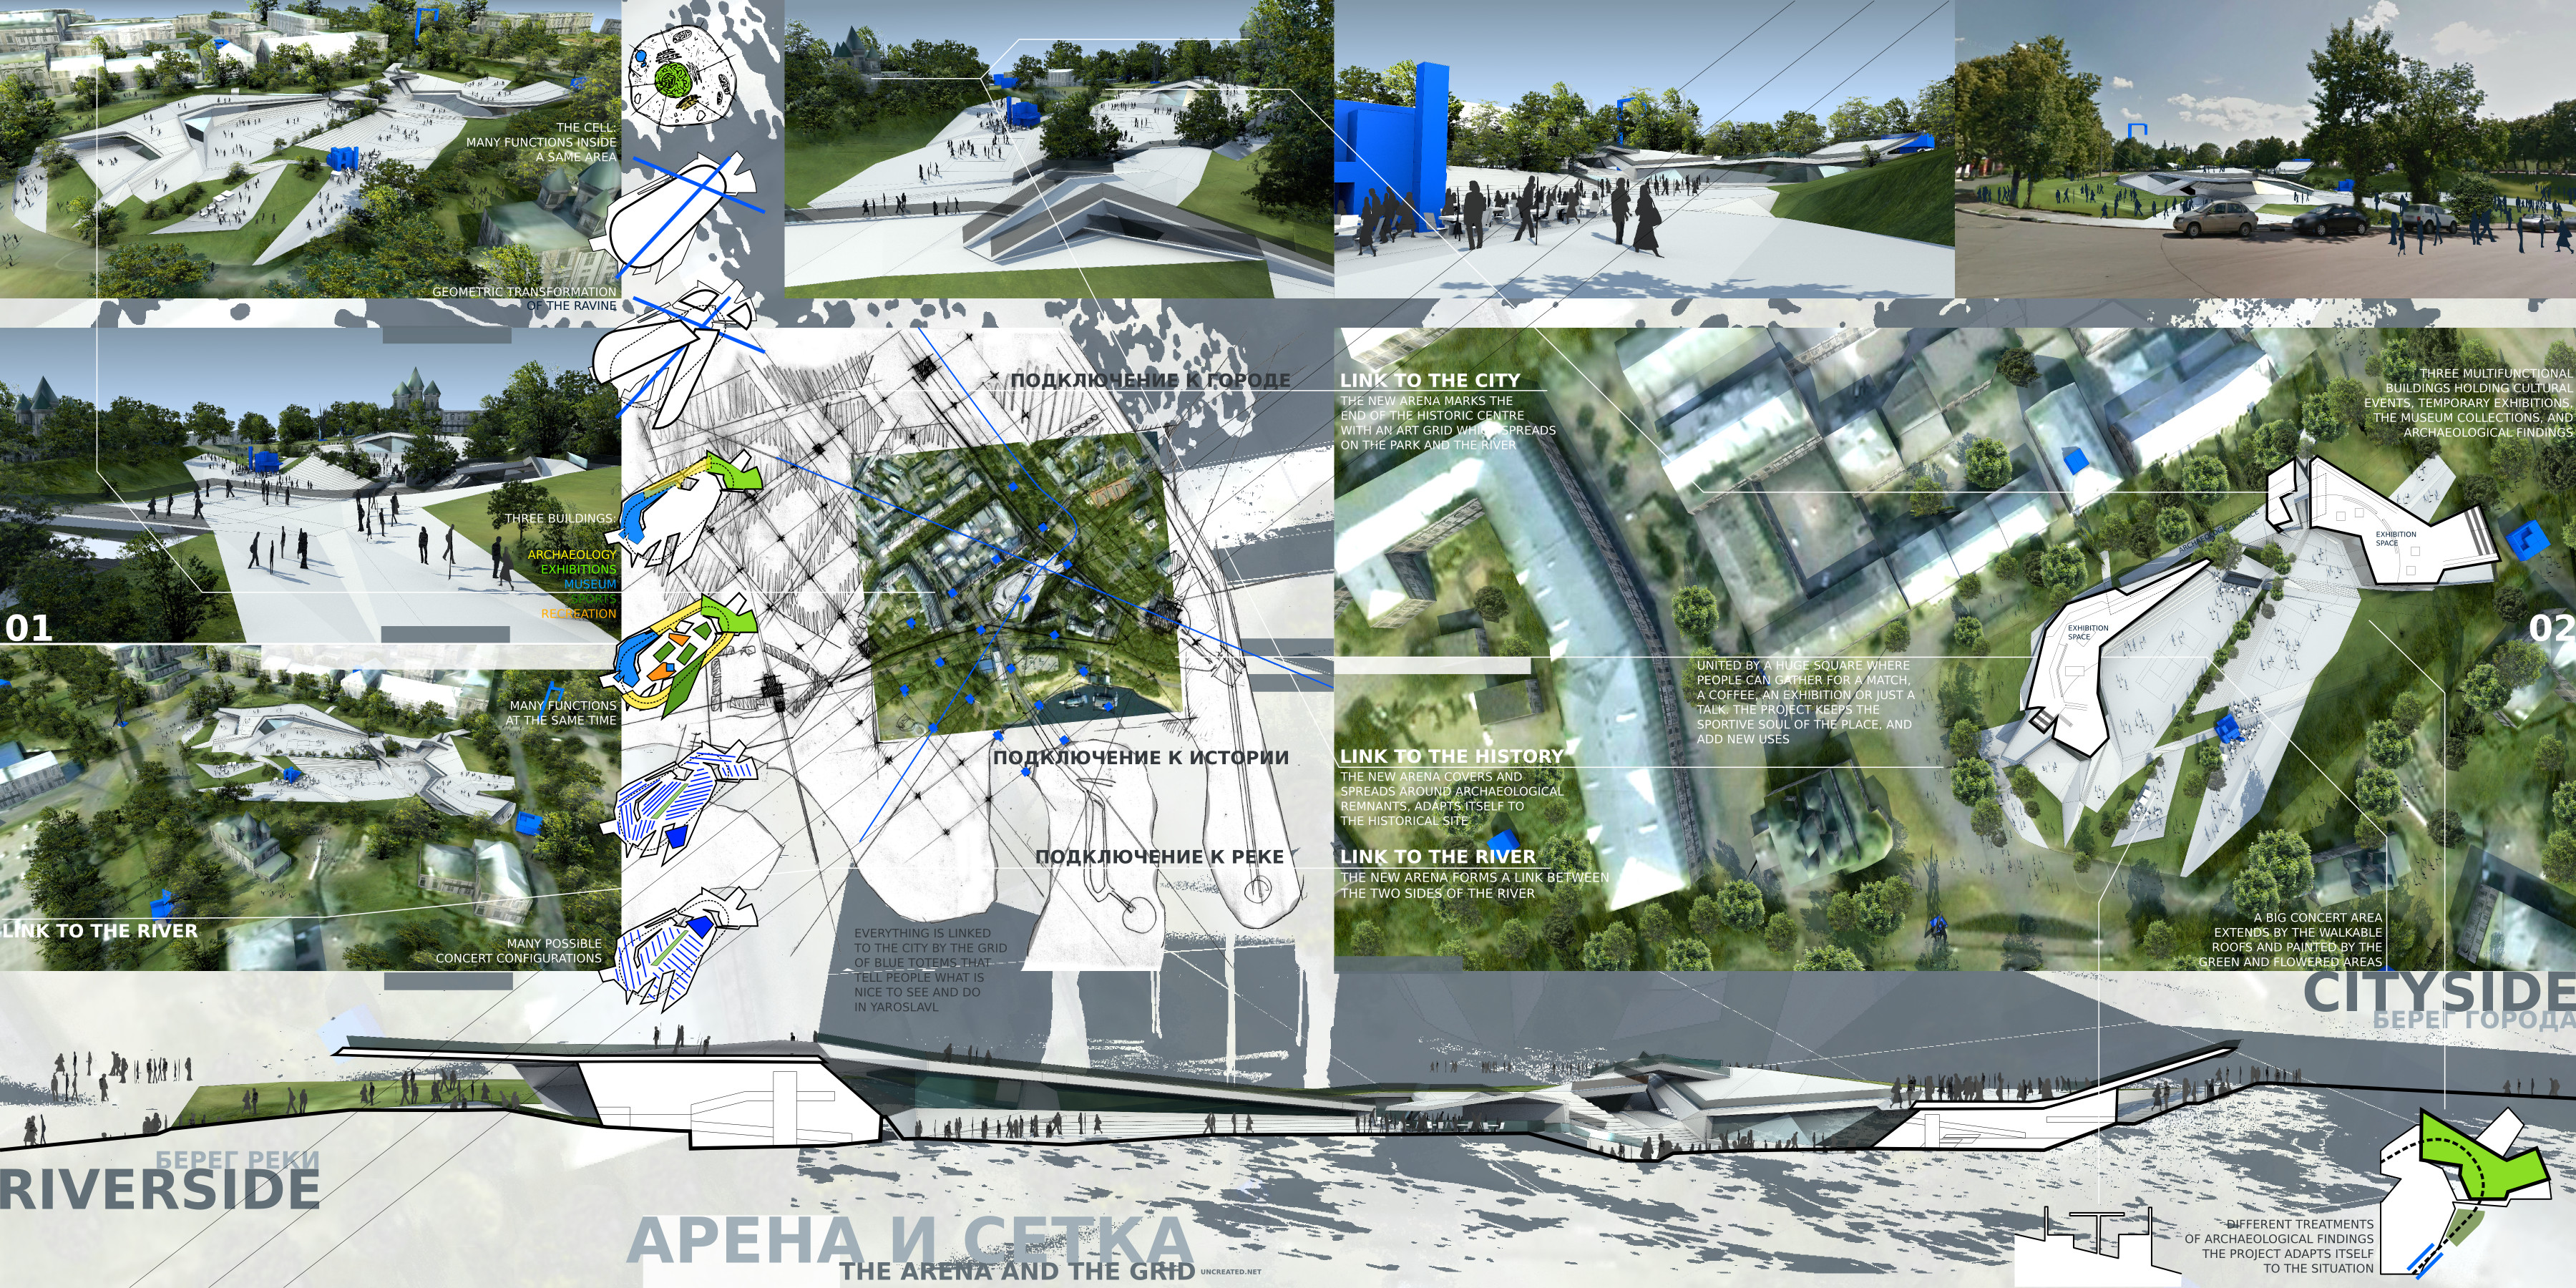 THE CELL:
MANY FUNCTIONS INSIDE
A SAME AREA
GEOMETRIC TRANSFORMATION
OF THE RAVINE
THREE BUILDINGS:
ARCHAEOLOGY
EXHIBITIONS
MUSEUM
SPORTS
RECREATION
01
MANY FUNCTIONS
AT THE SAME TIME
LINK TO THE RIVER
MANY POSSIBLE
CONCERT CONFIGURATIONS
ПОДКЛЮЧЕНИЕ К ГОРОДЕ
LINK TO THE CITY
THE NEW ARENA MARKS THE
END OF THE HISTORIC CENTRE
WITH AN ART GRID WHICH SPREADS
ON THE PARK AND THE RIVER
THREE MULTIFUNCTIONAL
BUILDINGS HOLDING CULTURAL
EVENTS, TEMPORARY EXHIBITIONS,
THE MUSEUM COLLECTIONS, AND
ARCHAEOLOGICAL FINDINGS
ARCHAEOLOGICAL SPACE
EXHIBITION
SPACE
EXHIBITION
SPACE
02
UNITED BY A HUGE SQUARE WHERE
PEOPLE CAN GATHER FOR A MATCH,
A COFFEE, AN EXHIBITION OR JUST A
TALK. THE PROJECT KEEPS THE
SPORTIVE SOUL OF THE PLACE, AND
ADD NEW USES
ПОДКЛЮЧЕНИЕ К ИСТОРИИ
LINK TO THE HISTORY
THE NEW ARENA COVERS AND
SPREADS AROUND ARCHAEOLOGICAL
REMNANTS, ADAPTS ITSELF TO
THE HISTORICAL SITE
ПОДКЛЮЧЕНИЕ К РЕКЕ
LINK TO THE RIVER
THE NEW ARENA FORMS A LINK BETWEEN
THE TWO SIDES OF THE RIVER
EVERYTHING IS LINKED
TO THE CITY BY THE GRID
OF BLUE TOTEMS THAT
TELL PEOPLE WHAT IS
NICE TO SEE AND DO
IN YAROSLAVL
A BIG CONCERT AREA
EXTENDS BY THE WALKABLE
ROOFS AND PAINTED BY THE
GREEN AND FLOWERED AREAS
CITYSIDE
БЕРЕГ ГОРОДА
БЕРЕГ РЕКИ
RIVERSIDE
АРЕНА И СЕТКА
THE ARENA AND THE GRID
UNCREATED.NET
DIFFERENT TREATMENTS
OF ARCHAEOLOGICAL FINDINGS
THE PROJECT ADAPTS ITSELF
TO THE SITUATION